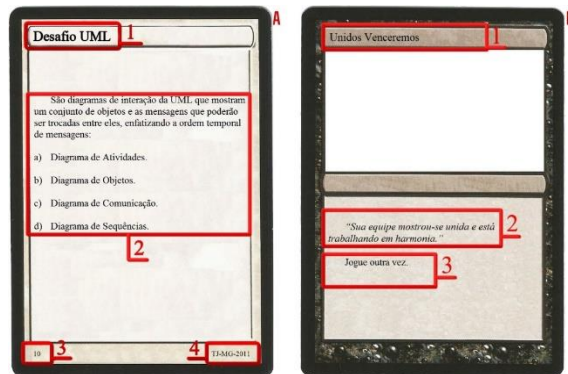 A
Desafio UML
1
São diagramas de interação da UML que mostram
um conjunto de objetos e as mensagens que poderão
ser trocadas entre eles, enfatizando a ordem temporal
de mensagens:
a) Diagrama de Atividades.
b) Diagrama de Objetos.
c) Diagrama de Comunicação.
d) Diagrama de Sequências.
2
10
3
4
TJ-MG-2011
Unidos Venceremos
1
"Sua equipe mostrou-se unida e está
trabalhando em harmonia."
2
Jogue outra vez.
3